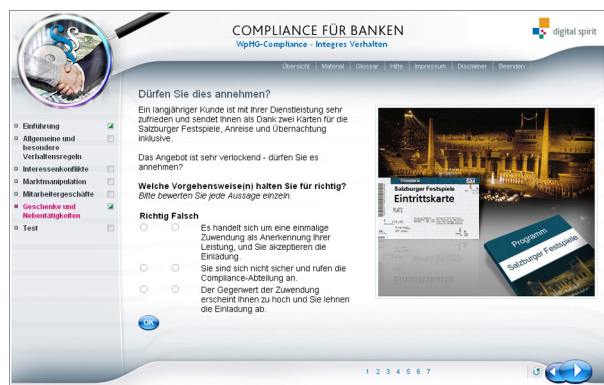 COMPLIANCE FÜR BANKEN
WpHG-Compliance - Integres Verhalten
digital spirit
Übersicht | Material | Glossar | Hilfe | Impressum | Disclaimer | Beenden
Einführung
Allgemeine und
besondere
Verhaltensregeln
Interessenkonflikte
Marktmanipulation
Mitarbeitergeschäfte
Geschenke und
Nebentätigkeiten
Test
Dürfen Sie dies annehmen?
Ein langjähriger Kunde ist mit Ihrer Dienstleistung sehr
zufrieden und sendet Ihnen als Dank zwei Karten für die
Salzburger Festspiele, Anreise und Übernachtung
inklusive.
Das Angebot ist sehr verlockend - dürfen Sie es
annehmen?
Welche Vorgehensweise(n) halten Sie für richtig?
Bitte bewerten Sie jede Aussage einzeln.
Richtig Falsch
Es handelt sich um eine einmalige
Zuwendung als Anerkennung Ihrer
Leistung, und Sie akzeptieren die
Einladung.
Sie sind sich nicht sicher und rufen die
Compliance-Abteilung an.
Der Gegenwert der Zuwendung
erscheint Ihnen zu hoch und Sie lehnen
die Einladung ab.
OK
Salzburger Festspiele
Eintrittskarte
PLATZ
Programm
Salzburger Festspiele
1 2 3 4 5 6 7